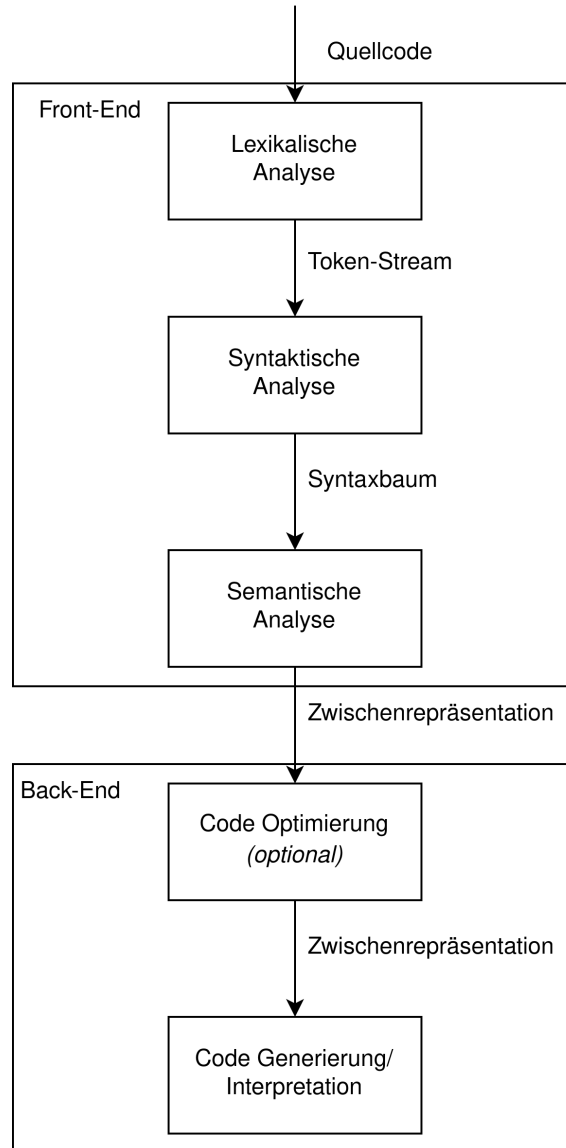 Quellcode
Front-End
Lexikalische
Analyse
Token-Stream
Syntaktische
Analyse
Syntaxbaum
Semantische
Analyse
Zwischenrepräsentation
Back-End
Code Optimierung
(optional)
Zwischenrepräsentation
Code Generierung/
Interpretation